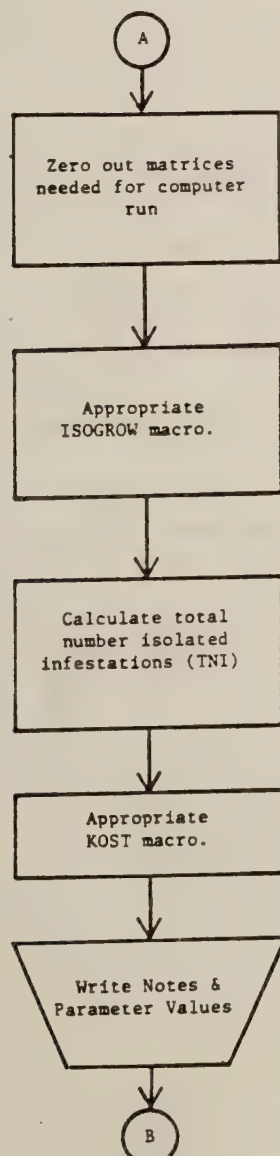 A
Zero out matrices
needed for computer
run
Appropriate
ISOGROW macro.
Calculate total
number isolated
infestations (TNI)
Appropriate
KOST macro.
Write Notes &
Parameter Values
B